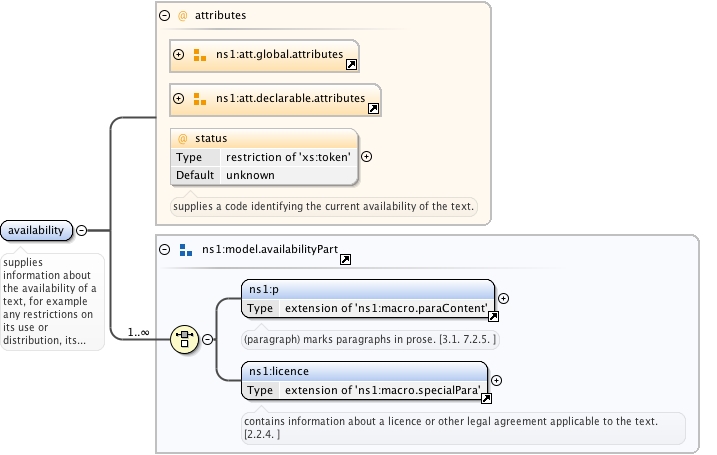 @ attributes
ns1:att.global.attributes
ns1:att.declarable.attributes
@ status
Type restriction of 'xs:token'
Default unknown
supplies a code identifying the current availability of the text.
availability
supplies
information about
the availability of a
text, for example
any restrictions on
its use or
distribution, its...
1..∞
ns1:model.availabilityPart
ns1:p
Type extension of 'ns1:macro.paraContent'
(paragraph) marks paragraphs in prose. [3.1. 7.2.5. ]
ns1:licence
Type extension of 'ns1:macro.specialPara'
contains information about a licence or other legal agreement applicable to the text.
[2.2.4. ]